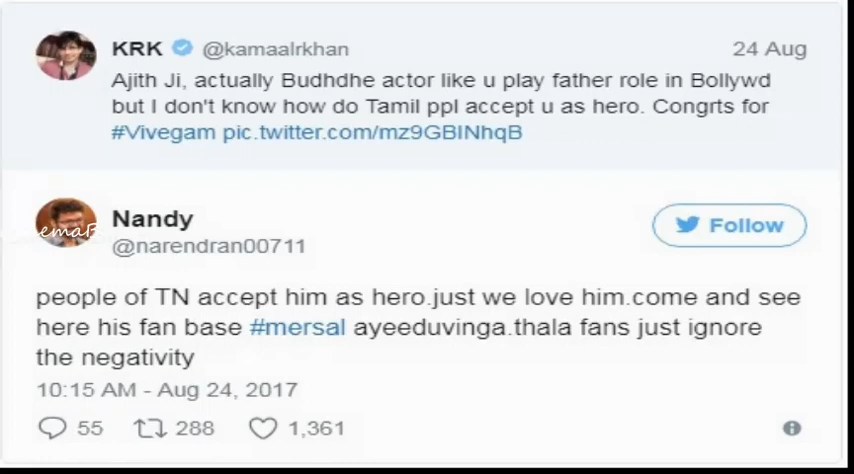 KRK @kamaalrkhan 24 Aug
Ajith Ji, actually Budhdhe actor like u play father role in Bollywd
but I don't know how do Tamil ppl accept u as hero. Congrts for
#Vivegam pic.twitter.com/mz9GBINhqB
Nandy
@narendran00711
Follow
people of TN accept him as hero.just we love him.come and see
here his fan base #mersal ayeeduvinga.thala fans just ignore
the negativity
10:15 AM - Aug 24, 2017
55 288 1,361